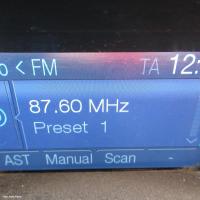 < FM TA 12:
87.60 MHz
Preset 1
AST Manual Scan -